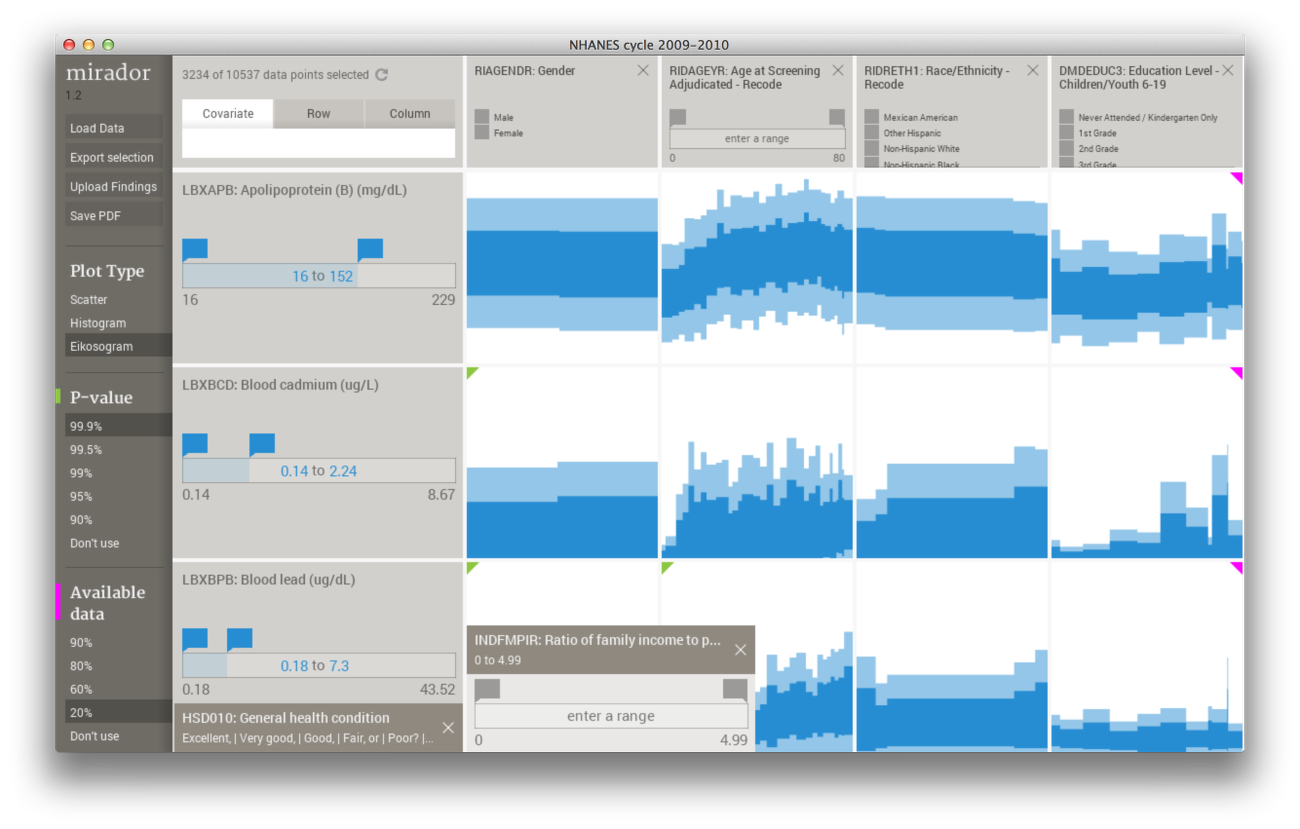 NHANES cycle 2009-2010
mirador
1.2
Load Data
Export selection
Upload Findings
Save PDF
Plot Type
Scatter
Histogram
Eikosogram
P-value
99.9%
99.5%
99%
95%
90%
Don't use
Available
data
90%
80%
60%
20%
Don't use
3234 of 10537 data points selected
Covariate Row Column
RIAGENDR: Gender
Male
Female
RIDAGEYR: Age at Screening
Adjudicated - Recode
enter a range
0 80
RIDRETH1: Race/Ethnicity -
Recode
Mexican American
Other Hispanic
Non-Hispanic White
Non-Hispanic Black
DMDEDUC3: Education Level -
Children/Youth 6-19
Never Attended / Kindergarten Only
1st Grade
2nd Grade
3rd Grade
LBXAPB: Apolipoprotein (B) (mg/dL)
16 to 152
16 229
LBXBCD: Blood cadmium (ug/L)
0.14 to 2.24
0.14 8.67
LBXBPB: Blood lead (ug/dL)
0.18 to 7.3
0.18 43.52
HSD010: General health condition
Excellent, | Very good, | Good, | Fair, or | Poor? |...
INDFMPIR: Ratio of family income to p...
0 to 4.99
enter a range
0 4.99